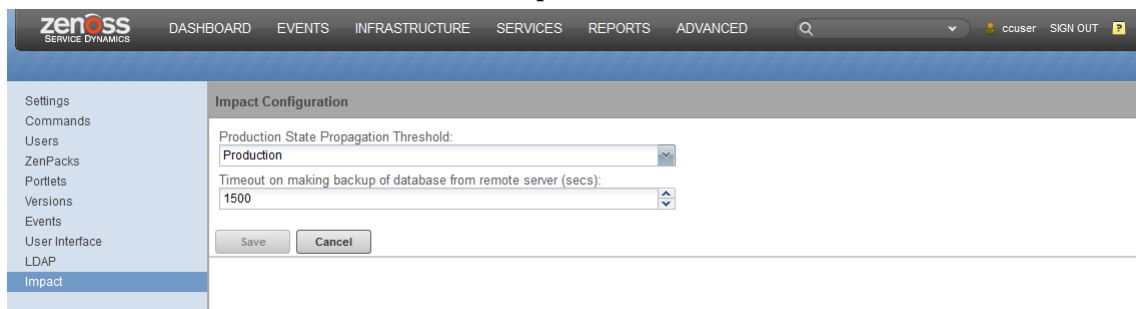 zenoss
SERVICE DYNAMICS
DASHBOARD EVENTS INFRASTRUCTURE SERVICES REPORTS ADVANCED ccuser SIGN OUT ?
Settings
Commands
Users
ZenPacks
Portlets
Versions
Events
User Interface
LDAP
Impact
Impact Configuration
Production State Propagation Threshold:
Production
Timeout on making backup of database from remote server (secs):
1500
Save Cancel